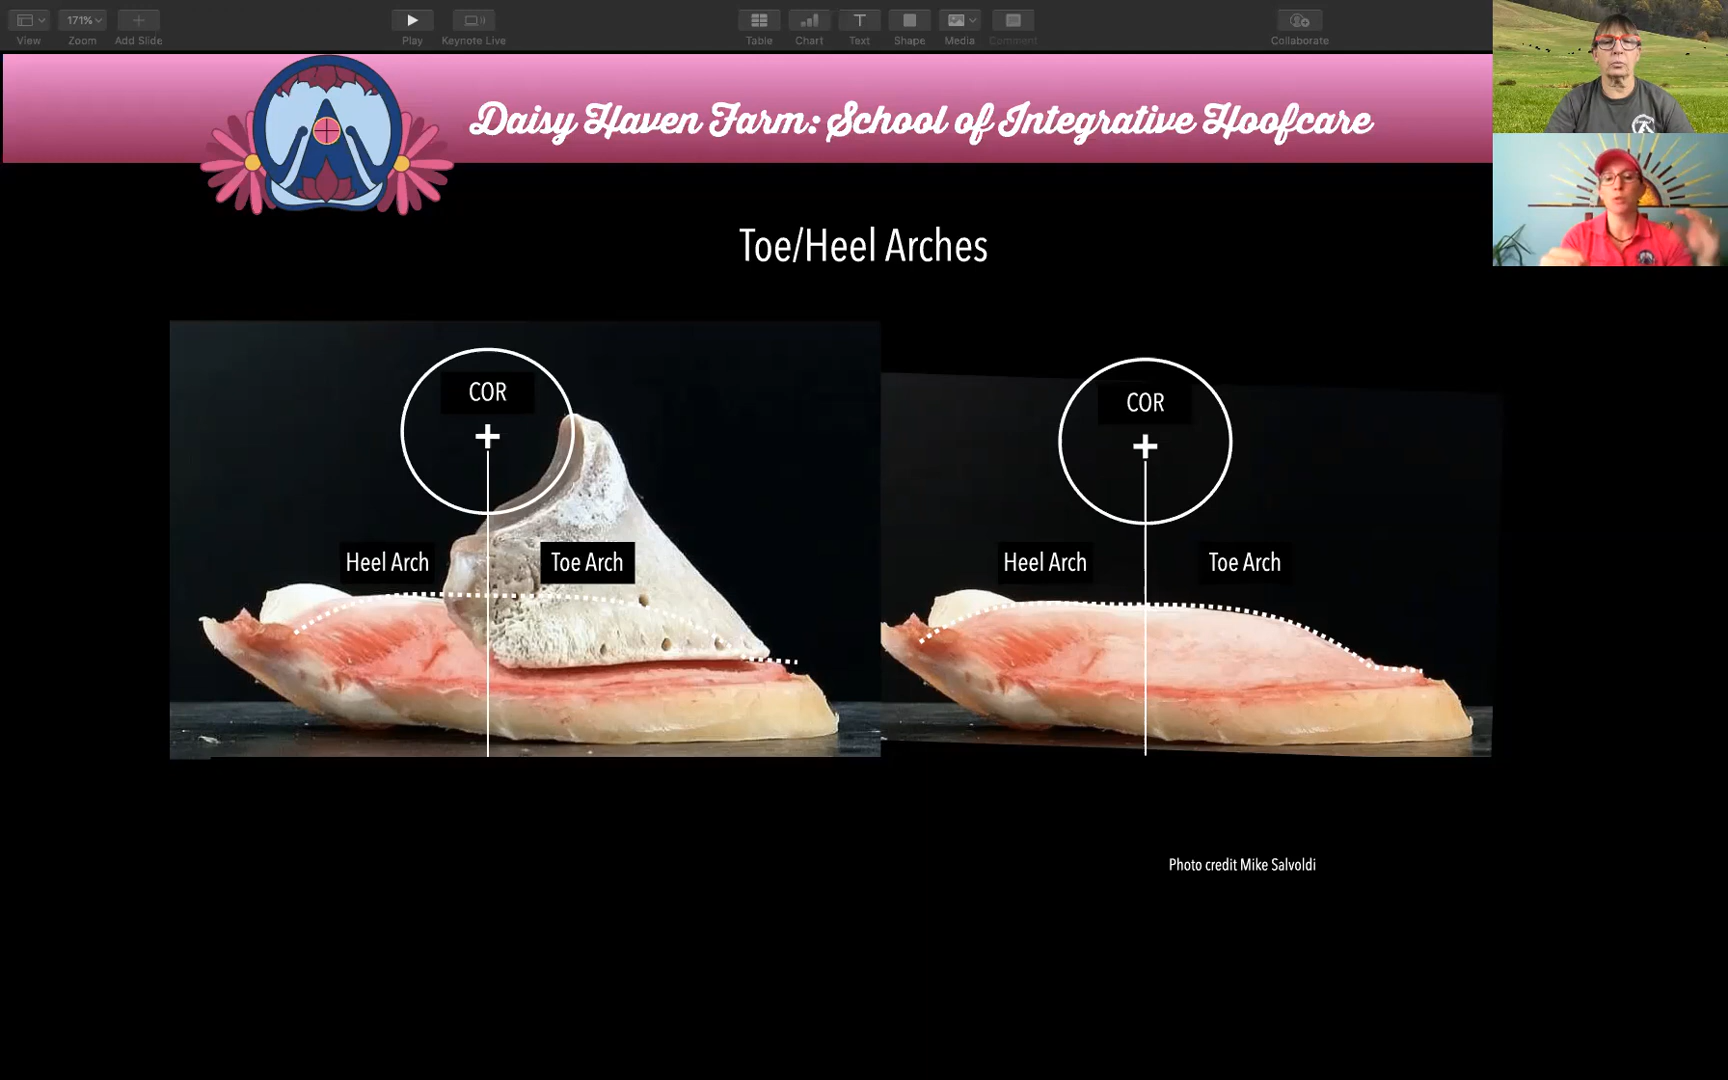 171%
View
Zoom
Add Slide
Play
Keynote Live
Table
Chart
Text
Shape
Media
Comment
Collaborate
Daisy Haven Farm: School of Integrative Hoofcare
Toe/Heel Arches
COR
COR
Heel Arch
Toe Arch
Heel Arch
Toe Arch
Photo credit Mike Salvoldi